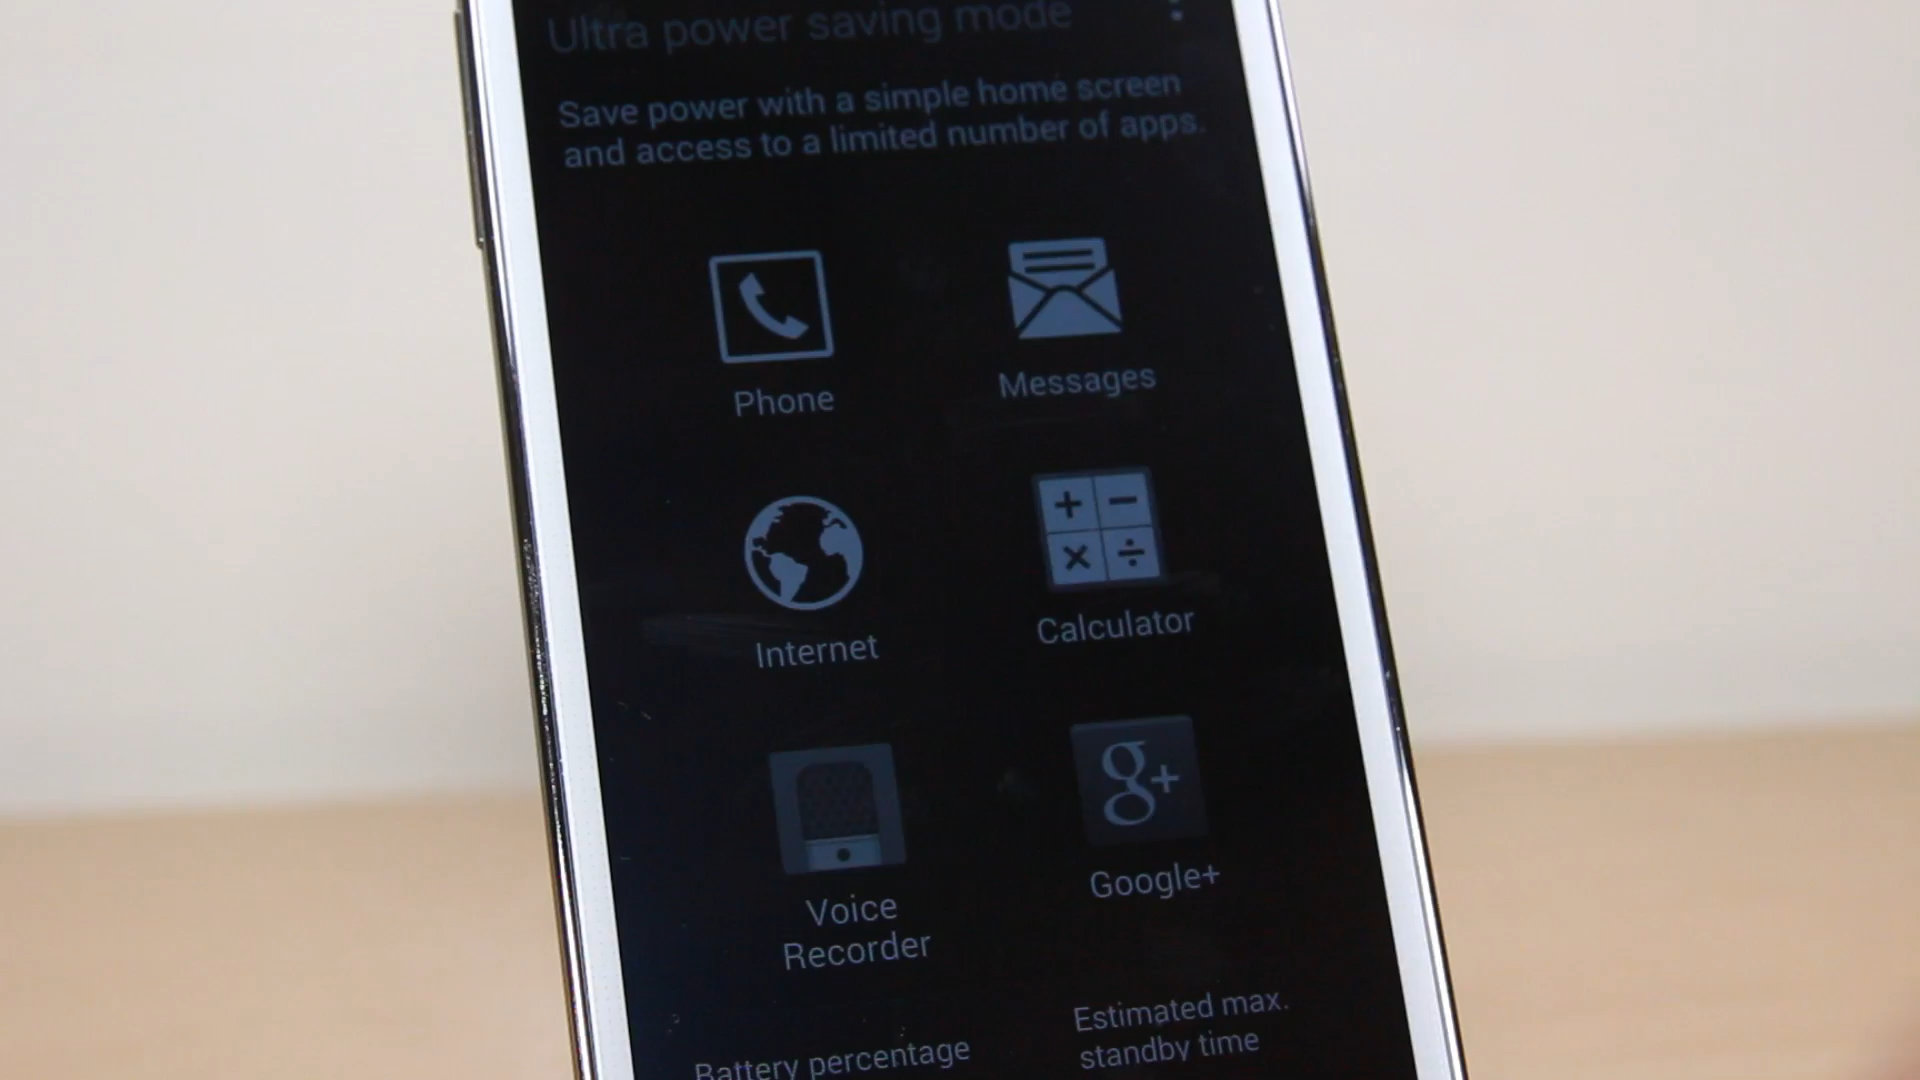 Ultra power saving mode
Save power with a simple home screen
and access to a limited number of apps.
Phone
Messages
Internet
Calculator
g+
Voice
Recorder
Google+
Battery percentage
Estimated max.
standby time